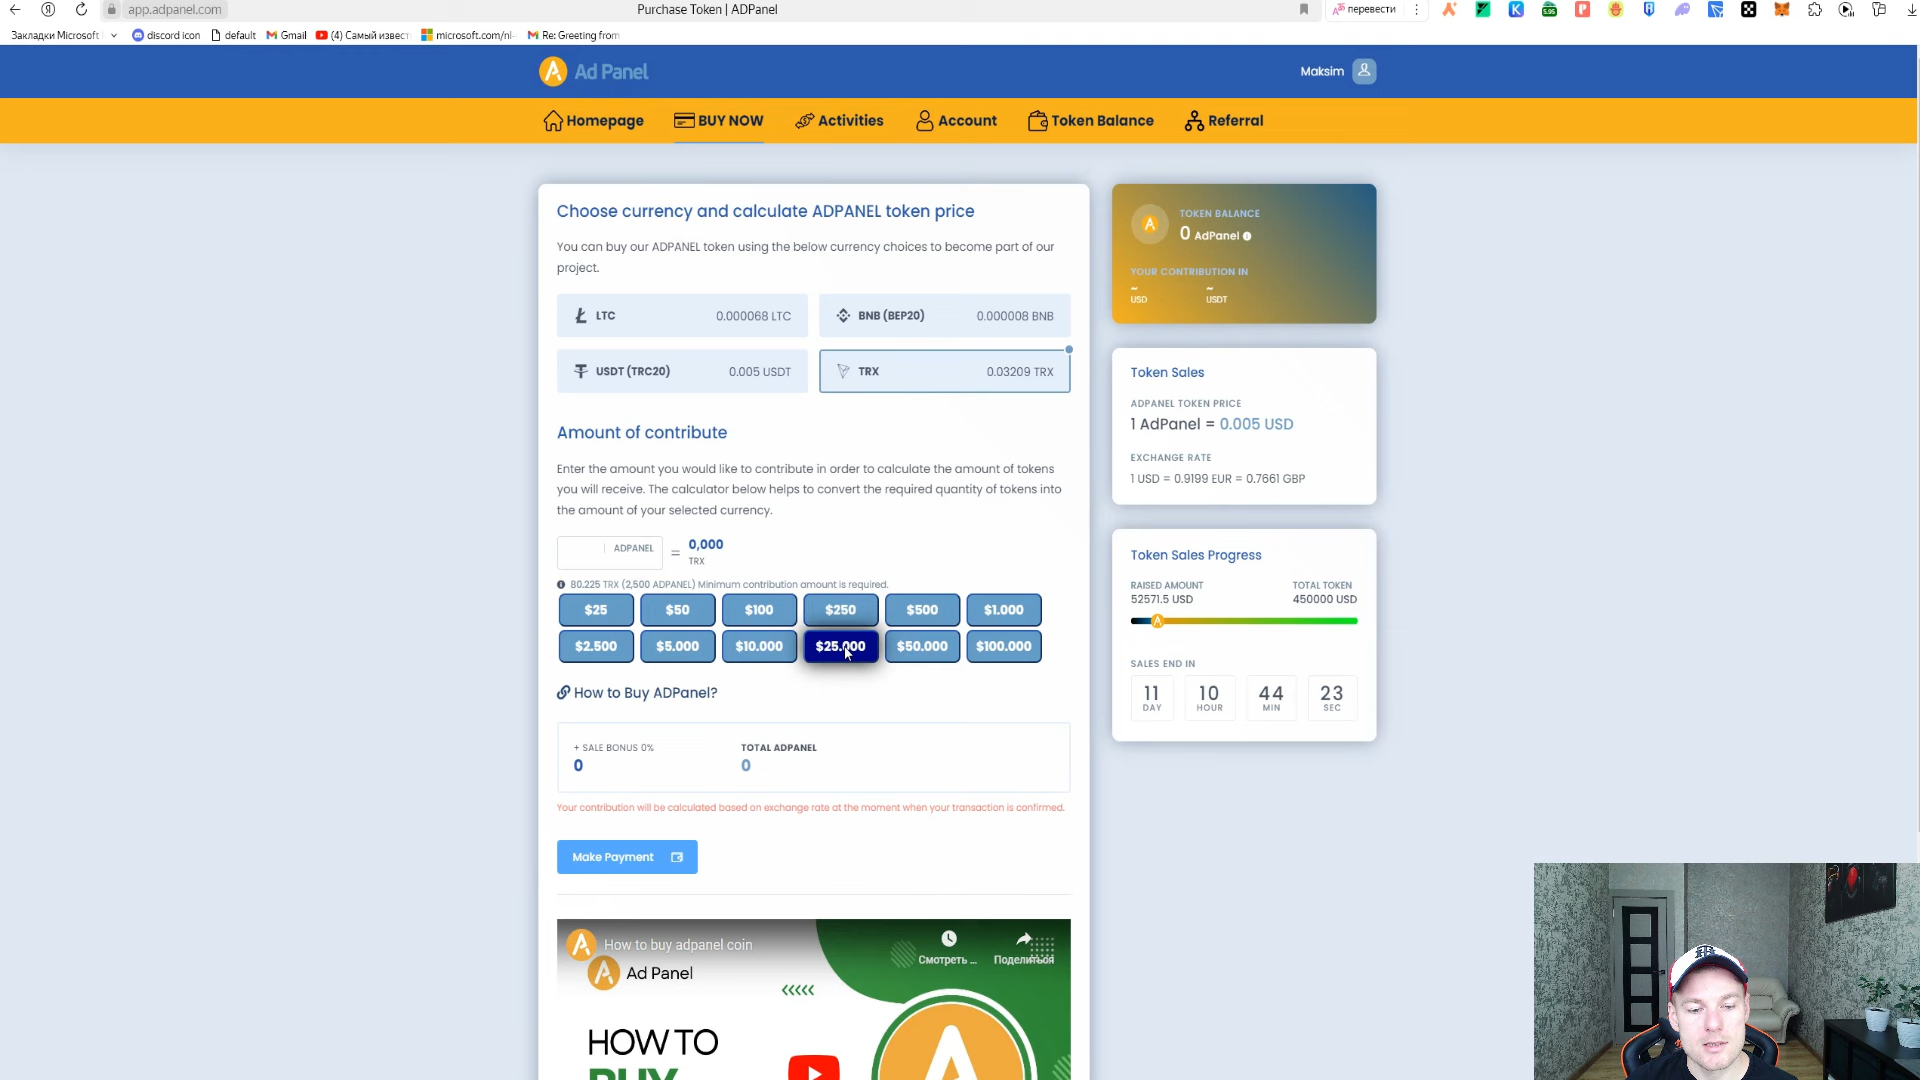 app.adpanel.com
Purchase Token | ADPanel
перевести
Закладки Microsoft
discord icon
default
Gmail
(4) Самый извест
microsoft.com/nl-
Re: Greeting from
Ad Panel
Maksim
Homepage
BUY NOW
Activities
Account
Token Balance
Referral
Choose currency and calculate ADPANEL token price
You can buy our ADPANEL token using the below currency choices to become part of our
project.
LTC 0.000068 LTC
BNB (BEP20) 0.000008 BNB
USDT (TRC20) 0.005 USDT
TRX 0.03209 TRX
Amount of contribute
Enter the amount you would like to contribute in order to calculate the amount of tokens
you will receive. The calculator below helps to convert the required quantity of tokens into
the amount of your selected currency.
ADPANEL = 0,000
TRX
80.225 TRX (2,500 ADPANEL) Minimum contribution amount is required.
$25 $50 $100 $250 $500 $1.000
$2.500 $5.000 $10.000 $25.000 $50.000 $100.000
How to Buy ADPanel?
+ SALE BONUS 0% TOTAL ADPANEL
0 0
Your contribution will be calculated based on exchange rate at the moment when your transaction is confirmed.
Make Payment
How to buy adpanel coin
Смотреть ...
Поделиться
Ad Panel
<<<<<
HOW TO
BUY
TOKEN BALANCE
0 AdPanel
YOUR CONTRIBUTION IN
~ ~
USD USDT
Token Sales
ADPANEL TOKEN PRICE
1 AdPanel = 0.005 USD
EXCHANGE RATE
1 USD = 0.9199 EUR = 0.7661 GBP
Token Sales Progress
RAISED AMOUNT TOTAL TOKEN
52571.5 USD 450000 USD
SALES END IN
11 10 44 23
DAY HOUR MIN SEC